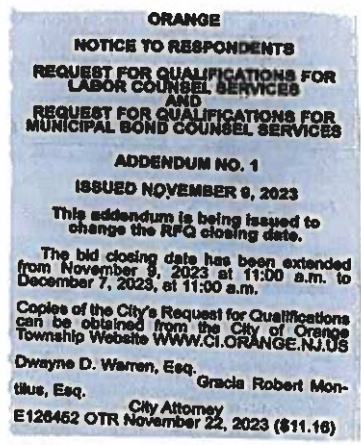 ORANGE
NOTICE TO RESPONDENTS
REQUEST FOR QUALIFICATIONS FOR
LABOR COUNSEL SERVICES
AND
REQUEST FOR QUALIFICATIONS FOR
MUNICIPAL BOND COUNSEL SERVICES
ADDENDUM NO. 1
ISSUED NOVEMBER 9, 2023
This addendum is being issued to
change the RFQ closing date.
The bid closing date has been extended
from November 9, 2023 at 11:00 a.m. to
December 7, 2023, at 11:00 a.m.
Copies of the City's Request for Qualifications
can be obtained from the City of Orange
Township Website WWW.CI.ORANGE.NJ.US
Dwayne D. Warren, Esq.
Gracia Robert Mon-
tilus, Esq.
City Attorney
E126452 OTR November 22, 2023 ($11.16)